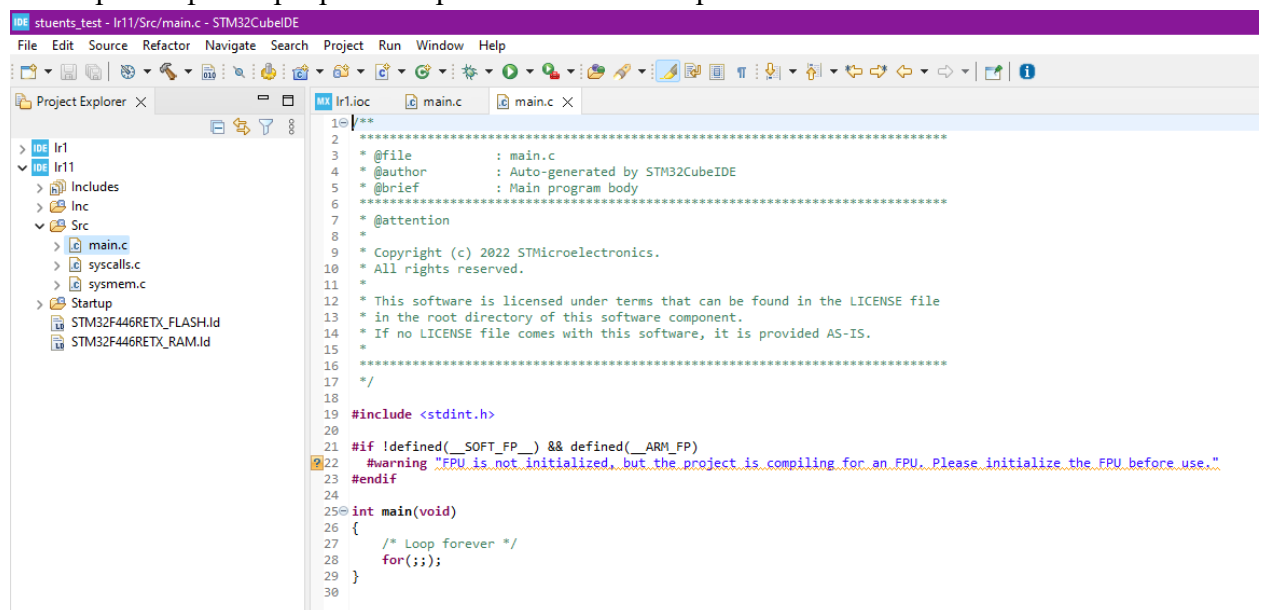 IDE stuents_test - lr11/Src/main.c - STM32CubeIDE
File Edit Source Refactor Navigate Search Project Run Window Help
Project Explorer
MX lr1.ioc
main.c
main.c
IDE lr1
IDE lr11
Includes
Inc
Src
main.c
syscalls.c
sysmem.c
Startup
STM32F446RETX_FLASH.ld
STM32F446RETX_RAM.ld
1 /**
2 ******************************************************************************
3 * @file : main.c
4 * @author : Auto-generated by STM32CubeIDE
5 * @brief : Main program body
6 ******************************************************************************
7 * @attention
8 *
9 * Copyright (c) 2022 STMicroelectronics.
10 * All rights reserved.
11 *
12 * This software is licensed under terms that can be found in the LICENSE file
13 * in the root directory of this software component.
14 * If no LICENSE file comes with this software, it is provided AS-IS.
15 *
16 ******************************************************************************
17 */
18
19 #include <stdint.h>
20
21 #if !defined(__SOFT_FP__) && defined(__ARM_FP)
22 #warning "FPU is not initialized, but the project is compiling for an FPU. Please initialize the FPU before use."
23 #endif
24
25 int main(void)
26 {
27 /* Loop forever */
28 for(;;);
29 }
30